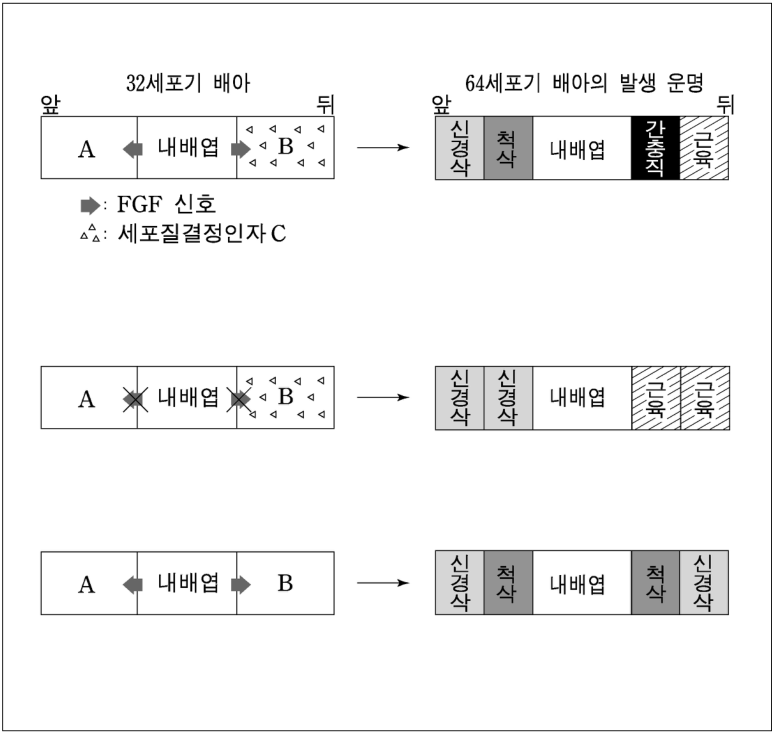 32세포기 배아
64세포기 배아의 발생 운명
앞 뒤 앞 뒤
A 내배엽 B 신경삭 척삭 내배엽 간충직 근육
: FGF 신호
: 세포질결정인자 C
A 내배엽 B 신경삭 신경삭 내배엽 근육 근육
A 내배엽 B 신경삭 척삭 내배엽 척삭 신경삭